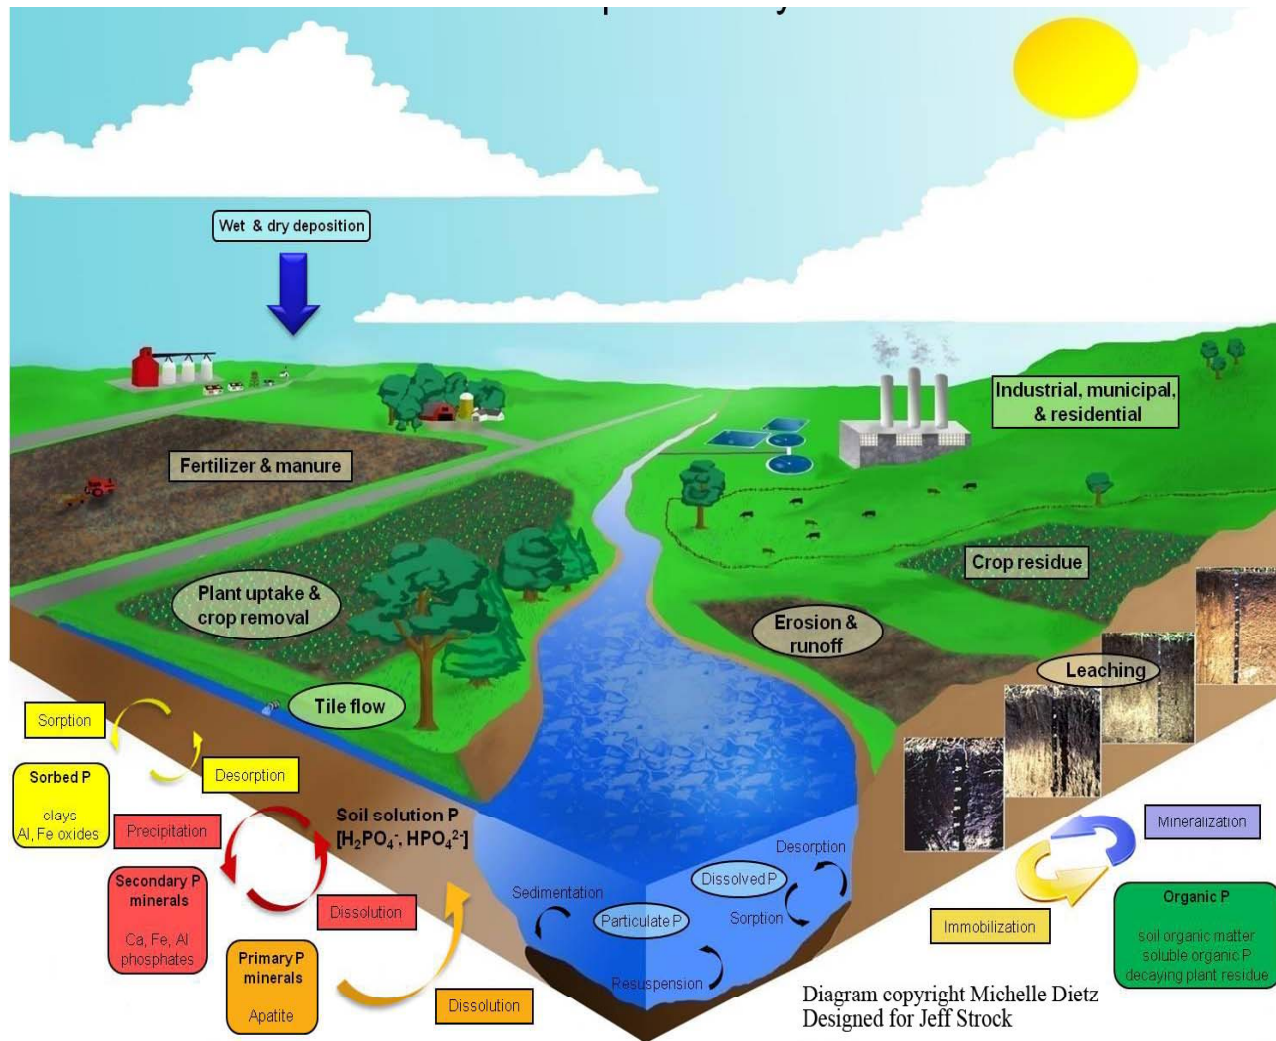 Wet & dry deposition
Industrial, municipal,
& residential
Fertilizer & manure
Crop residue
Plant uptake &
crop removal
Erosion &
runoff
Leaching
Tile flow
Sorption
Desorption
Sorbed P
clays
Al, Fe oxides
Precipitation
Soil solution P
[H₂PO₄⁻, HPO₄²⁻]
Secondary P
minerals
Ca, Fe, Al
phosphates
Dissolution
Primary P
minerals
Apatite
Dissolution
Sedimentation
Particulate P
Resuspension
Dissolved P
Desorption
Sorption
Mineralization
Immobilization
Organic P
soil organic matter
soluble organic P
decaying plant residue
Diagram copyright Michelle Dietz
Designed for Jeff Strock